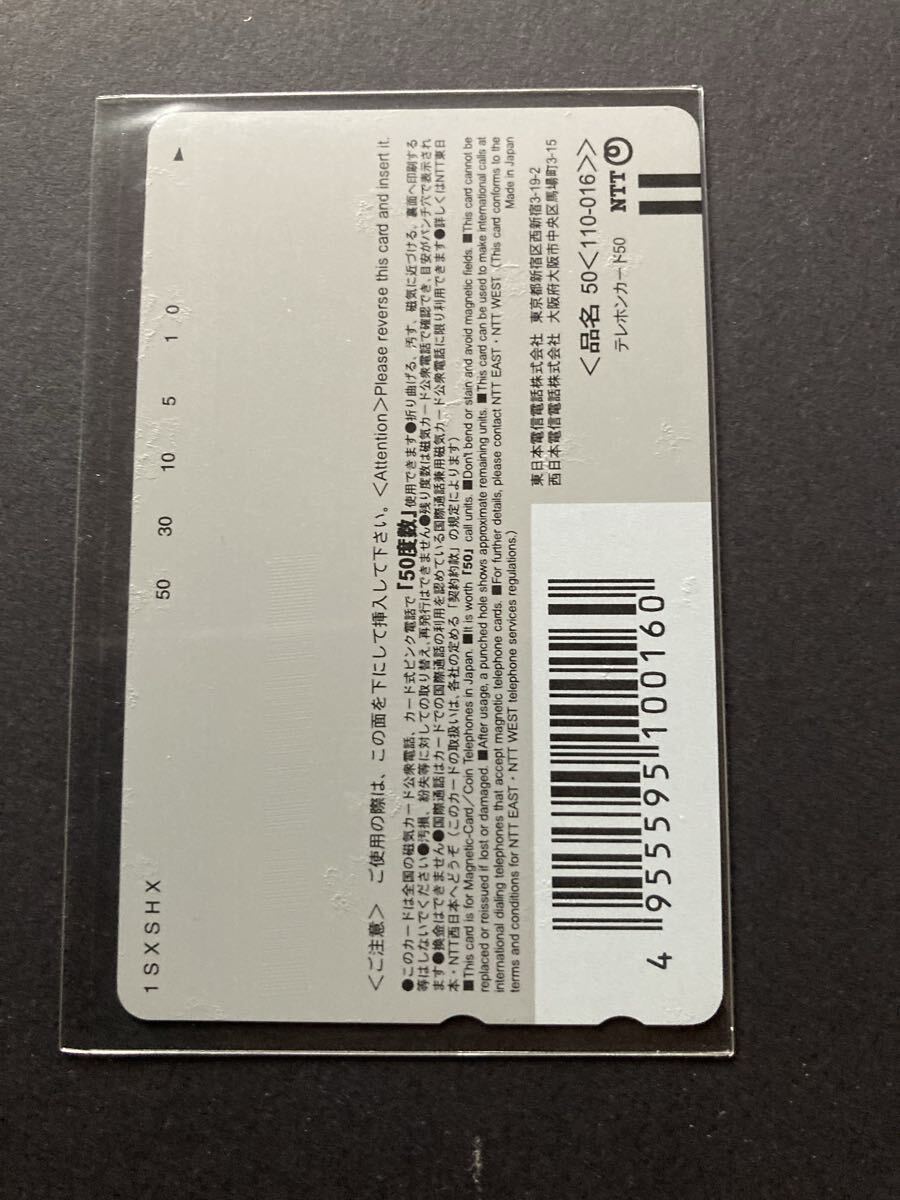 1SXSHX
50 30 10 5 1 0
<ご注意> ご使用の際は、この面を下にして挿入して下さい。<Attention>Please reverse this card and insert it.
●このカードは全国の磁気カード公衆電話、カード式ピンク電話で「50度数」使用できます●折り曲げる、汚す、磁気に近づける、裏面へ印刷する
等はしないでください●汚損、紛失等に対しての取り替え、再発行はできません●残り度数は磁気カード公衆電話で確認でき、目安がパンチ穴で表示され
ます●換金はできません●国際通話はカードでの国際通話の利用を認めている国際通話兼用磁気カード公衆電話に限り利用できます●詳しくはNTT東日
本・NTT西日本へどうぞ(このカードの取扱いは、各社の定める「契約約款」の規定によります)
■This card is for Magnetic-Card/Coin Telephones in Japan. ■It is worth「50」call units. ■Don't bend or stain and avoid magnetic fields. ■This card cannot be
replaced or reissued if lost or damaged. ■After usage, a punched hole shows approximate remaining units. ■This card can be used to make international calls at
international dialing telephones that accept magnetic telephone cards. ■For further details, please contact NTT EAST・NTT WEST (This card conforms to the
terms and conditions for NTT EAST・NTT WEST telephone services regulations.)
Made in Japan
東日本電信電話株式会社 東京都新宿区西新宿3-19-2
西日本電信電話株式会社 大阪府大阪市中央区馬場町3-15
<品名 50<110-016>>
テレホンカード50 NTT
4 955595 100160